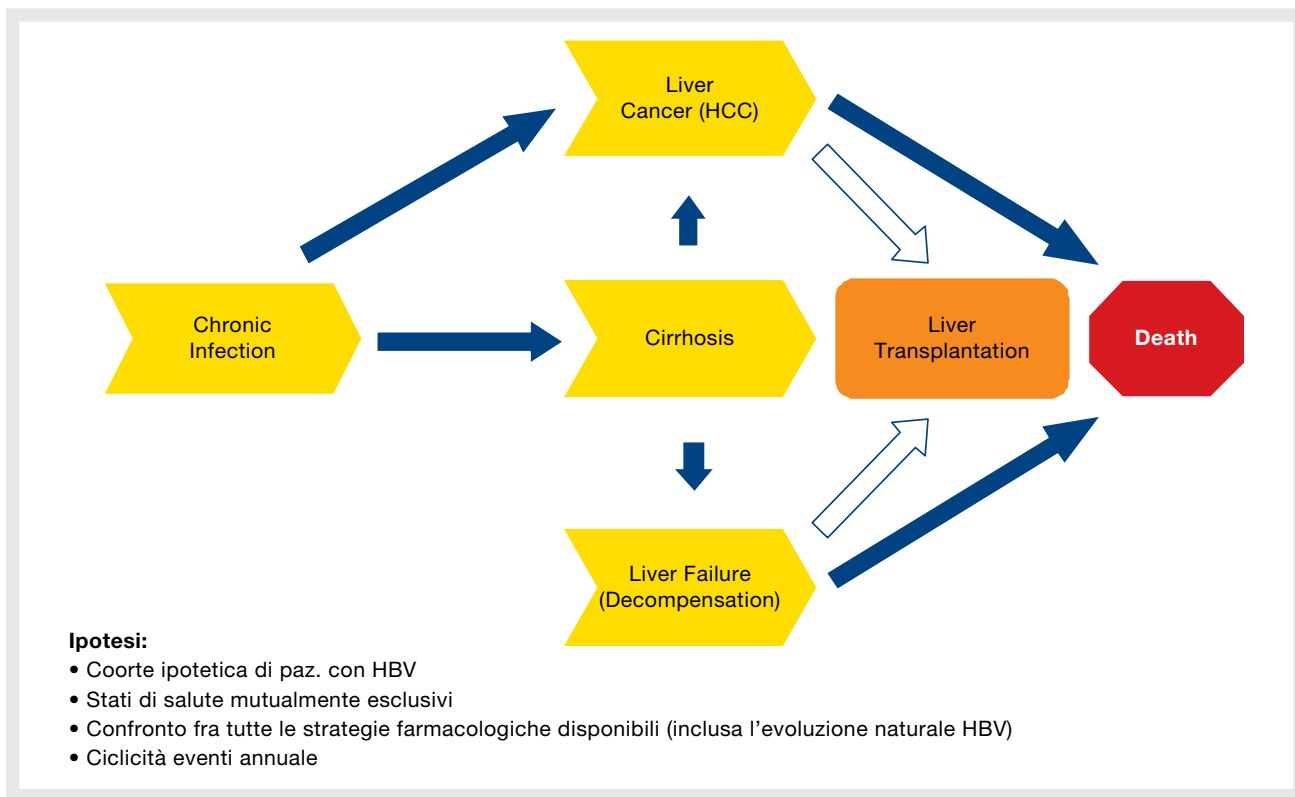 Liver
Cancer (HCC)
Chronic
Infection
Cirrhosis
Liver
Transplantation
Death
Liver Failure
(Decompensation)
Ipotesi:
• Coorte ipotetica di paz. con HBV
• Stati di salute mutualmente esclusivi
• Confronto fra tutte le strategie farmacologiche disponibili (inclusa l’evoluzione naturale HBV)
• Ciclicità eventi annuale